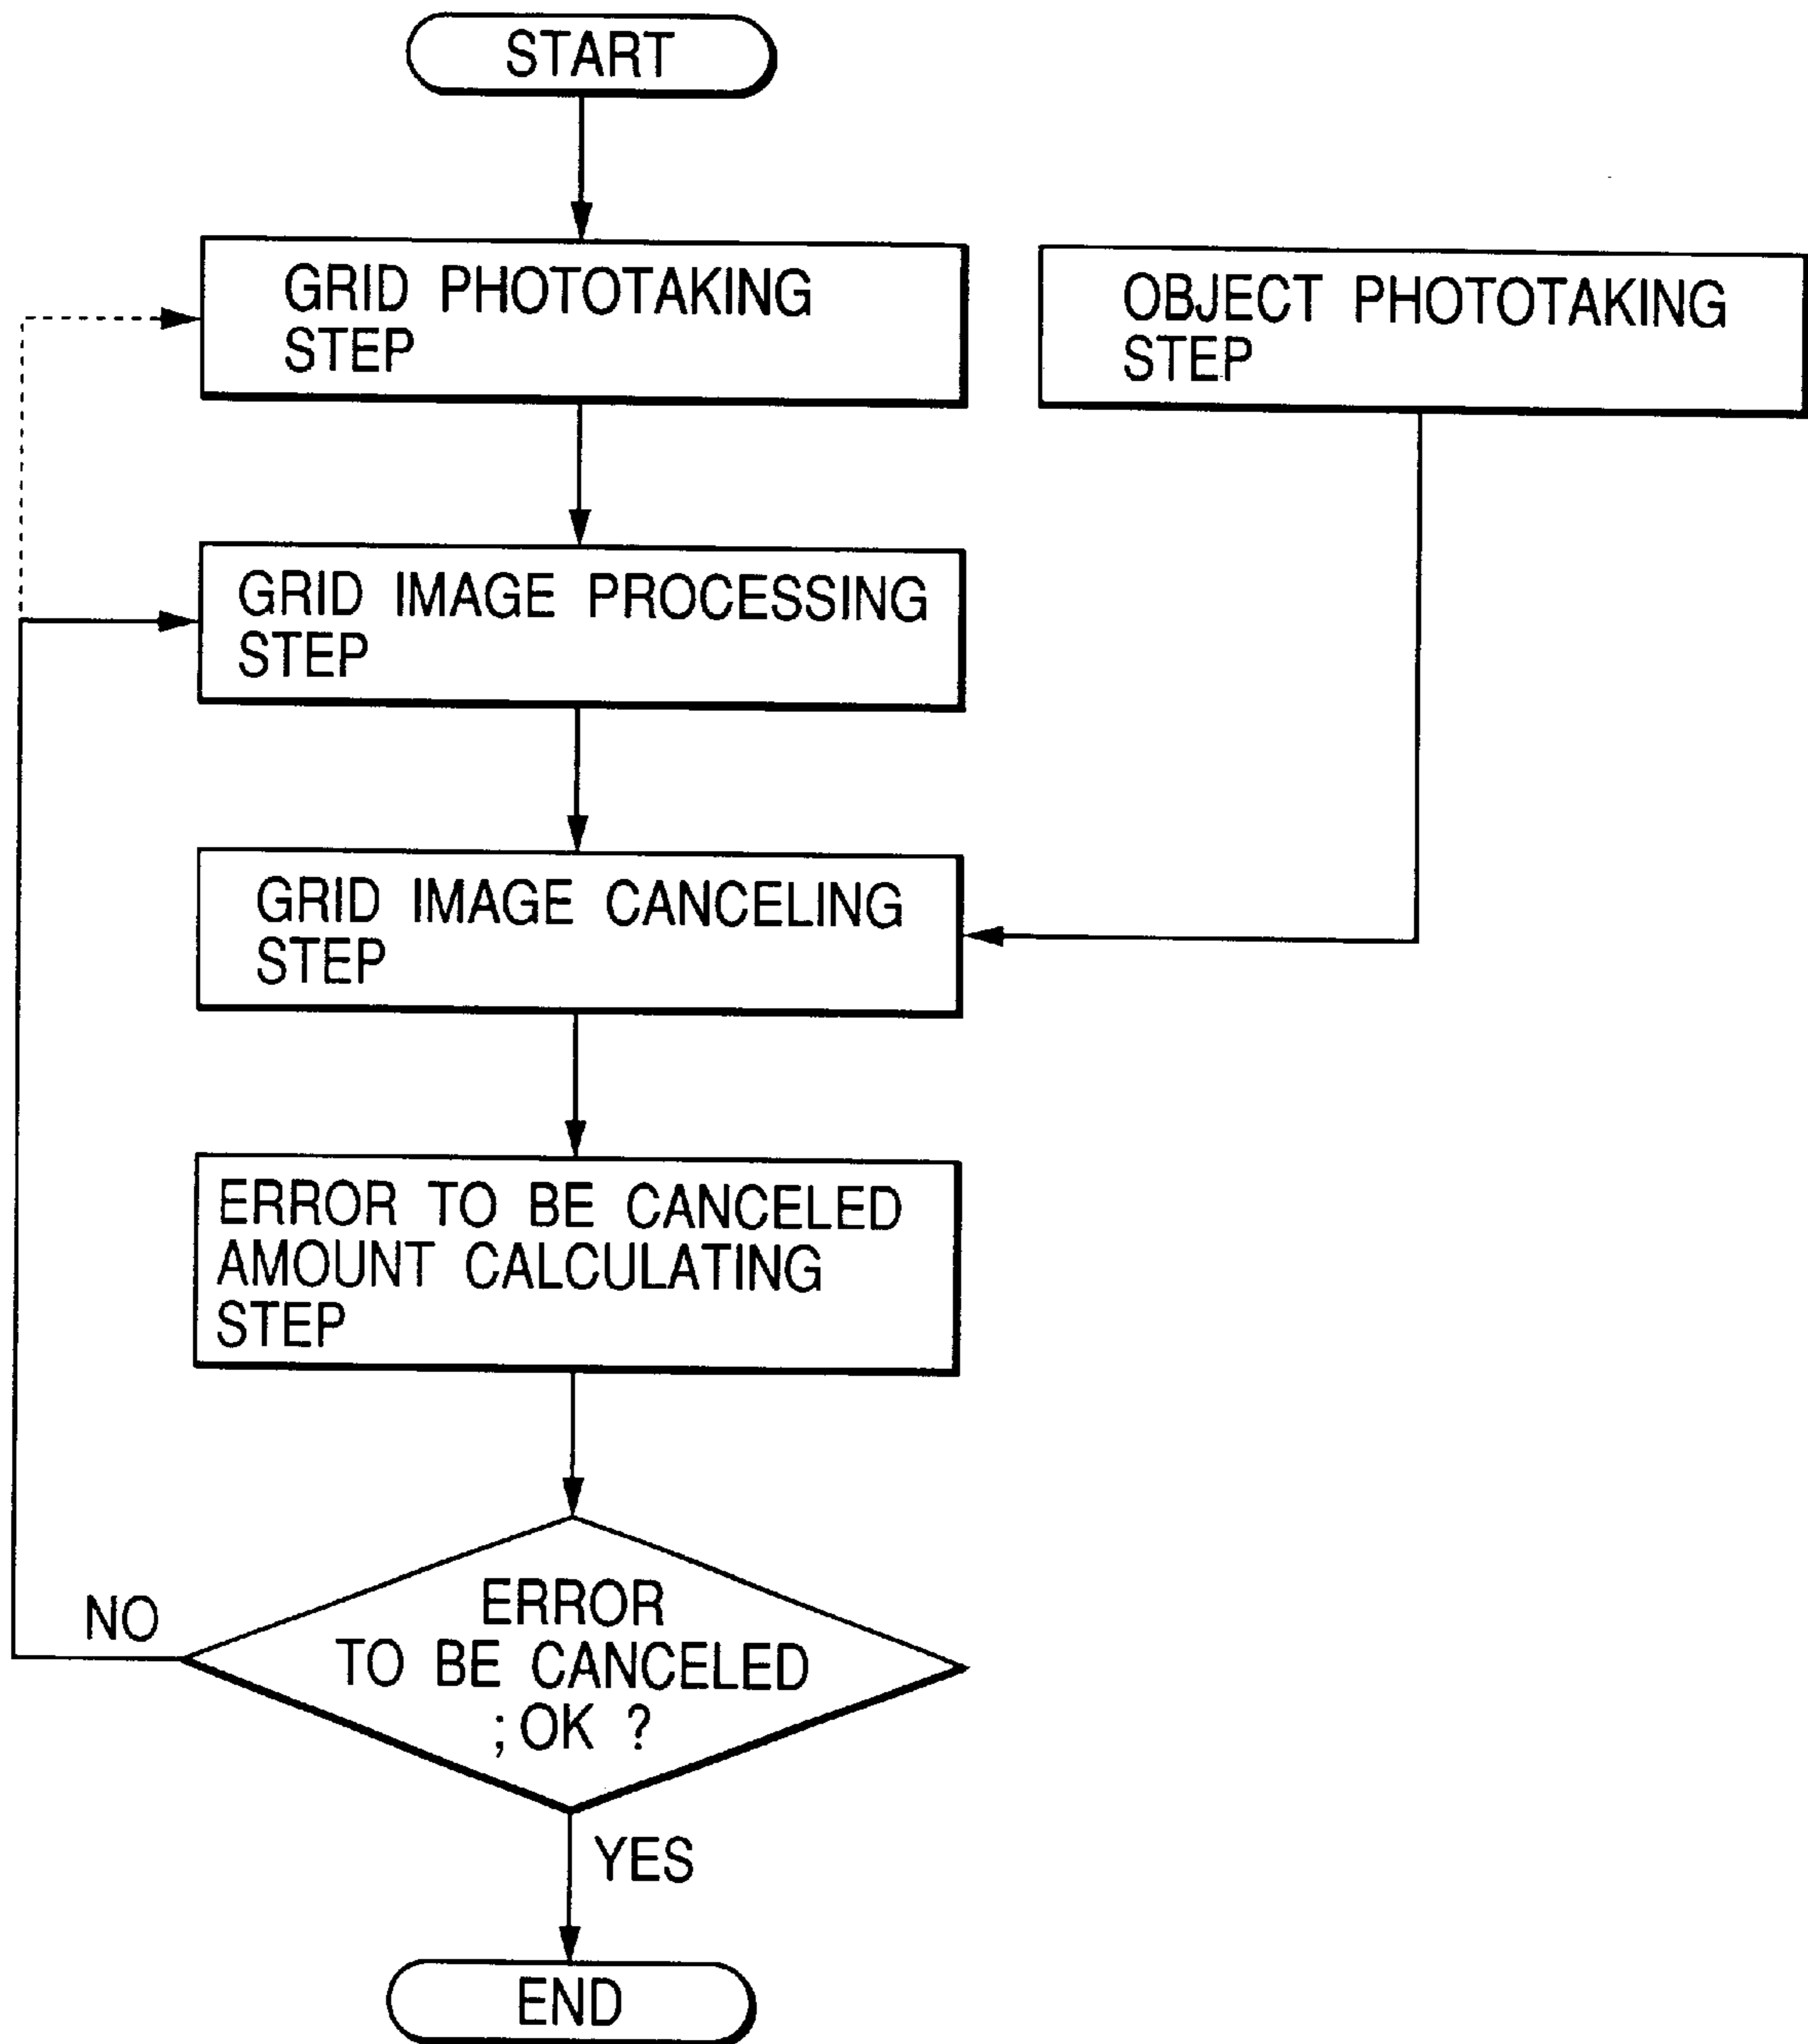 START
GRID PHOTOTAKING
STEP
OBJECT PHOTOTAKING
STEP
GRID IMAGE PROCESSING
STEP
GRID IMAGE CANCELING
STEP
ERROR TO BE CANCELED
AMOUNT CALCULATING
STEP
ERROR
TO BE CANCELED
; OK ?
NO
YES
END